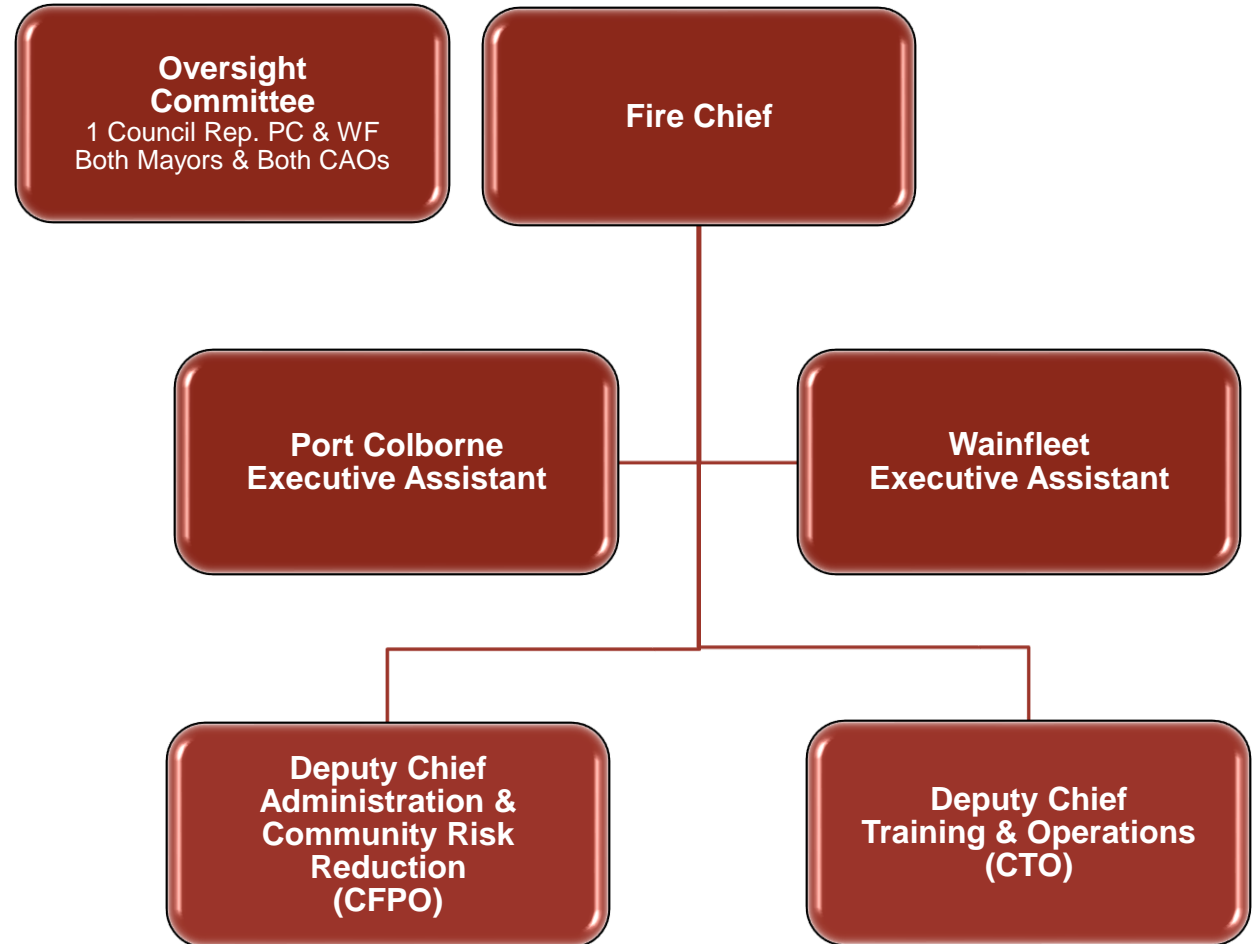 Oversight
Committee
1 Council Rep. PC & WF
Both Mayors & Both CAOs
Fire Chief
Port Colborne
Executive Assistant
Wainfleet
Executive Assistant
Deputy Chief
Administration &
Community Risk
Reduction
(CFPO)
Deputy Chief
Training & Operations
(CTO)